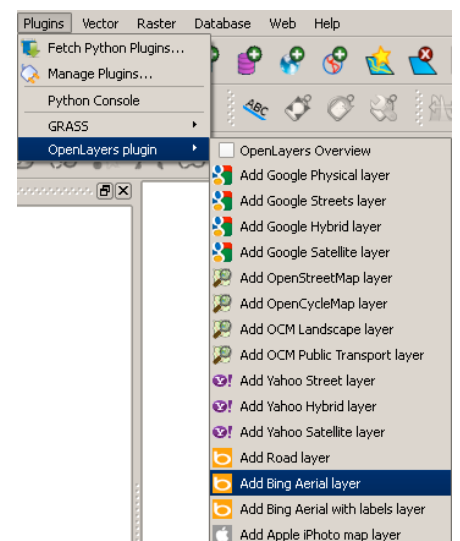 Plugins Vector Raster Database Web Help
Fetch Python Plugins...
Manage Plugins...
Python Console
GRASS
OpenLayers plugin
ABC
OpenLayers Overview
Add Google Physical layer
Add Google Streets layer
Add Google Hybrid layer
Add Google Satellite layer
Add OpenStreetMap layer
Add OpenCycleMap layer
Add OCM Landscape layer
Add OCM Public Transport layer
Add Yahoo Street layer
Add Yahoo Hybrid layer
Add Yahoo Satellite layer
Add Road layer
Add Bing Aerial layer
Add Bing Aerial with labels layer
Add Apple iPhoto map layer